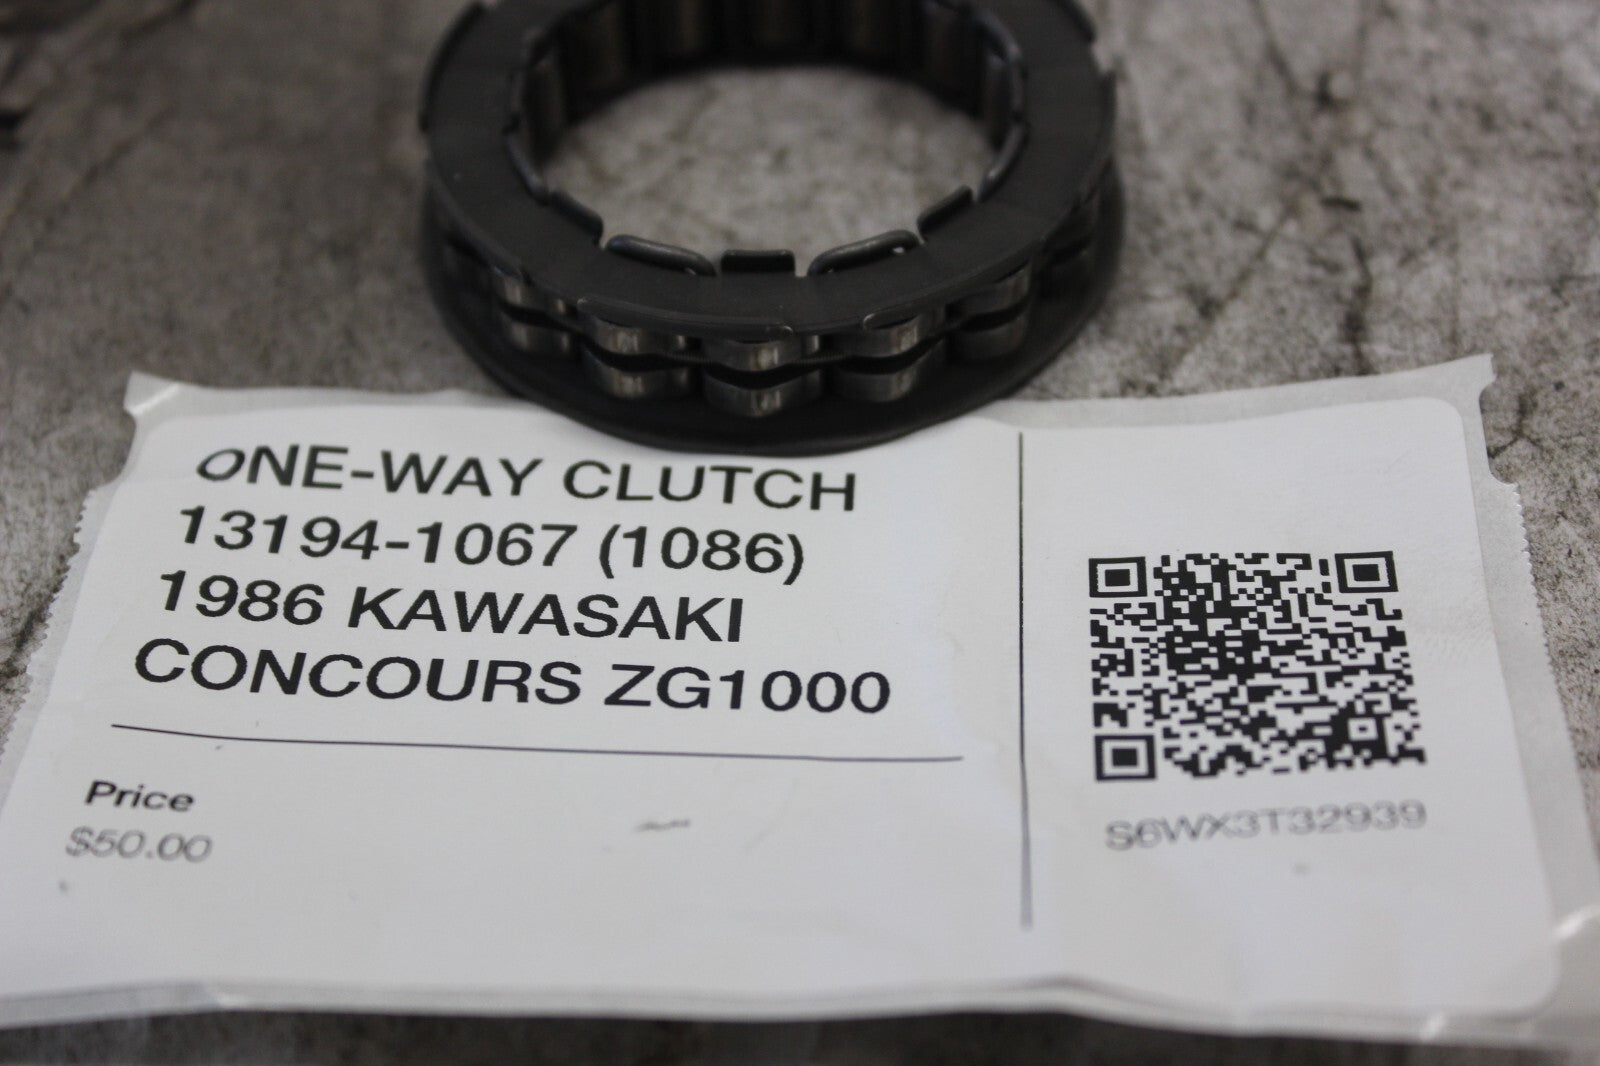 ONE-WAY CLUTCH
13194-1067 (1086)
1986 KAWASAKI
CONCOURS ZG1000
Price
$50.00
S6WX3T32939